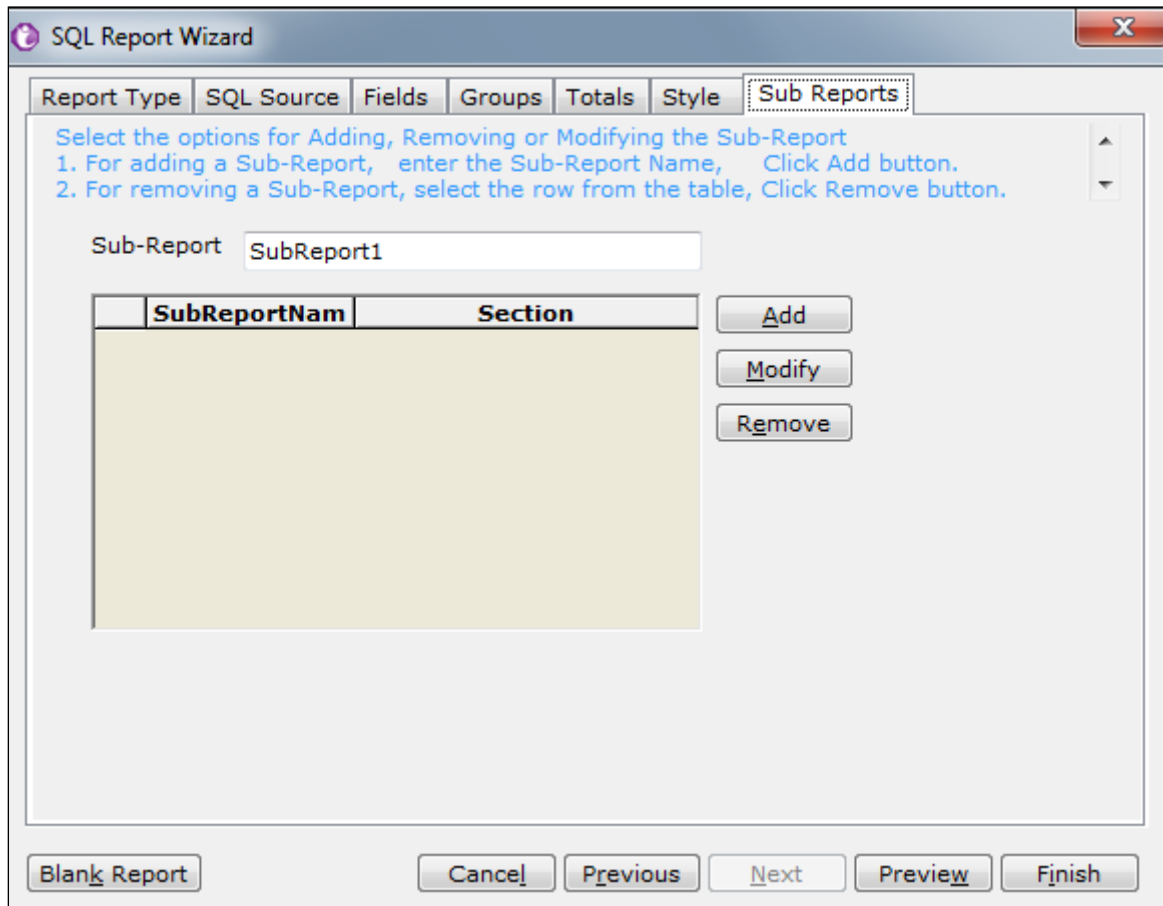 SQL Report Wizard
Report Type SQL Source Fields Groups Totals Style Sub Reports
Select the options for Adding, Removing or Modifying the Sub-Report
1. For adding a Sub-Report, enter the Sub-Report Name, Click Add button.
2. For removing a Sub-Report, select the row from the table, Click Remove button.
Sub-Report SubReport1
SubReportNam Section
Add
Modify
Remove
Blank Report Cancel Previous Next Preview Finish